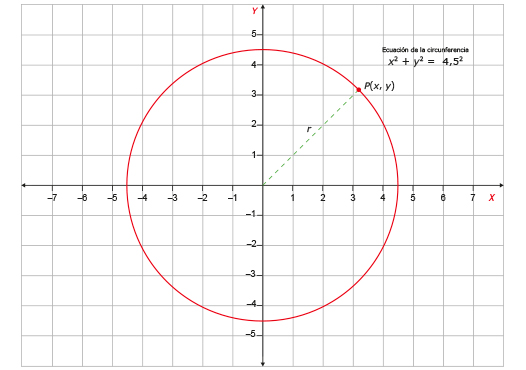 Y
Ecuación de la circunferencia
x² + y² = 4,5²
5
4
P(x, y)
3
r
2
1
–7 –6 –5 –4 –3 –2 –1 1 2 3 4 5 6 7 X
–1
–2
–3
–4
–5